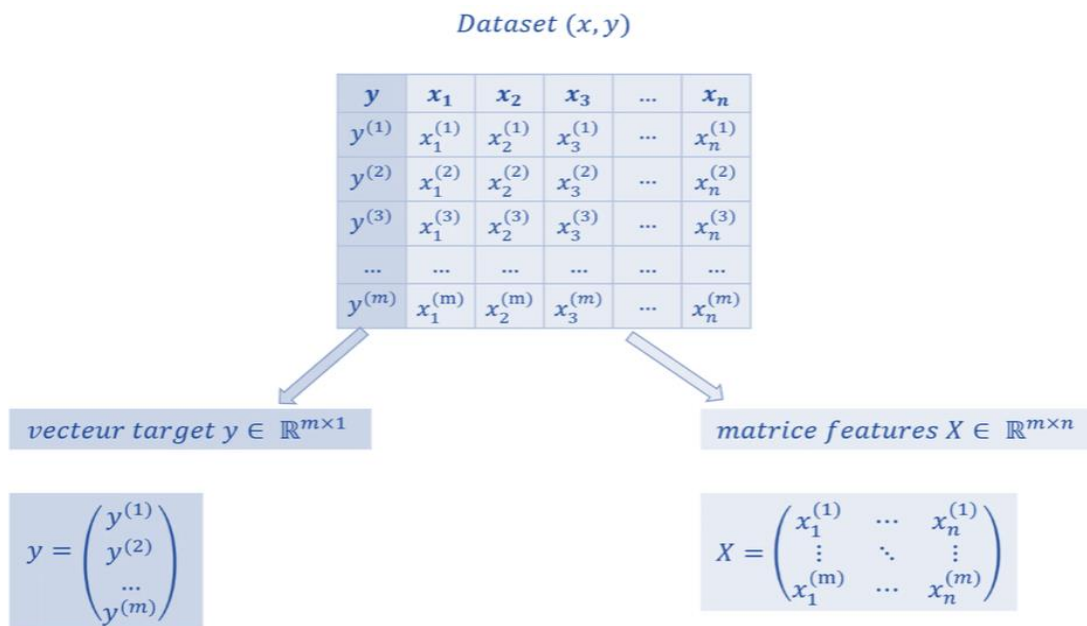 Dataset (x, y)
y x₁ x₂ x₃ ... xₙ
y⁽¹⁾ x₁⁽¹⁾ x₂⁽¹⁾ x₃⁽¹⁾ ... xₙ⁽¹⁾
y⁽²⁾ x₁⁽²⁾ x₂⁽²⁾ x₃⁽²⁾ ... xₙ⁽²⁾
y⁽³⁾ x₁⁽³⁾ x₂⁽³⁾ x₃⁽³⁾ ... xₙ⁽³⁾
... ... ... ... ... ...
y⁽ᵐ⁾ x₁⁽ᵐ⁾ x₂⁽ᵐ⁾ x₃⁽ᵐ⁾ ... xₙ⁽ᵐ⁾
vecteur target y ∈ ℝᵐˣ¹
matrice features X ∈ ℝᵐˣⁿ
y = (
y⁽¹⁾
y⁽²⁾
...
y⁽ᵐ⁾
)
X = (
x₁⁽¹⁾ ⋯ xₙ⁽¹⁾
⋮ ⋱ ⋮
x₁⁽ᵐ⁾ ⋯ xₙ⁽ᵐ⁾
)